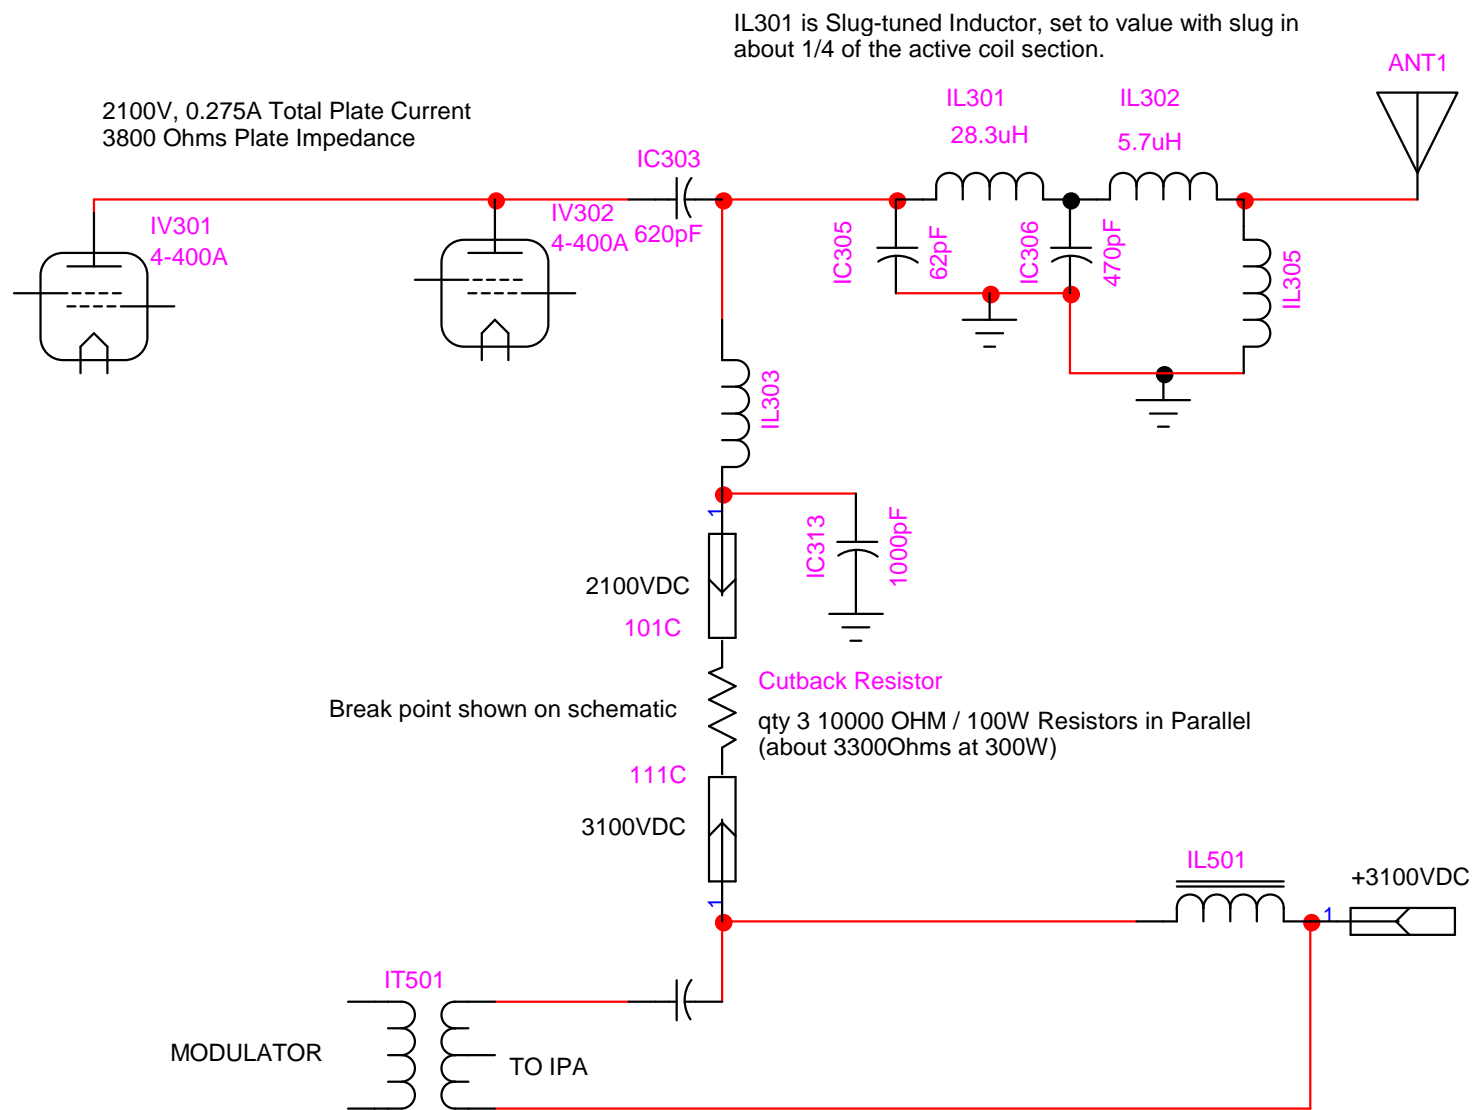 IL301 is Slug-tuned Inductor, set to value with slug in
about 1/4 of the active coil section.
ANT1
2100V, 0.275A Total Plate Current
3800 Ohms Plate Impedance
IL301
28.3uH
IL302
5.7uH
IC303
620pF
IV301
4-400A
IV302
4-400A
IC305
62pF
IC306
470pF
IL305
IL303
1
IC313
1000pF
2100VDC
101C
Cutback Resistor
Break point shown on schematic
qty 3 10000 OHM / 100W Resistors in Parallel
(about 3300Ohms at 300W)
111C
3100VDC
1
IL501
+3100VDC
1
IT501
MODULATOR
TO IPA